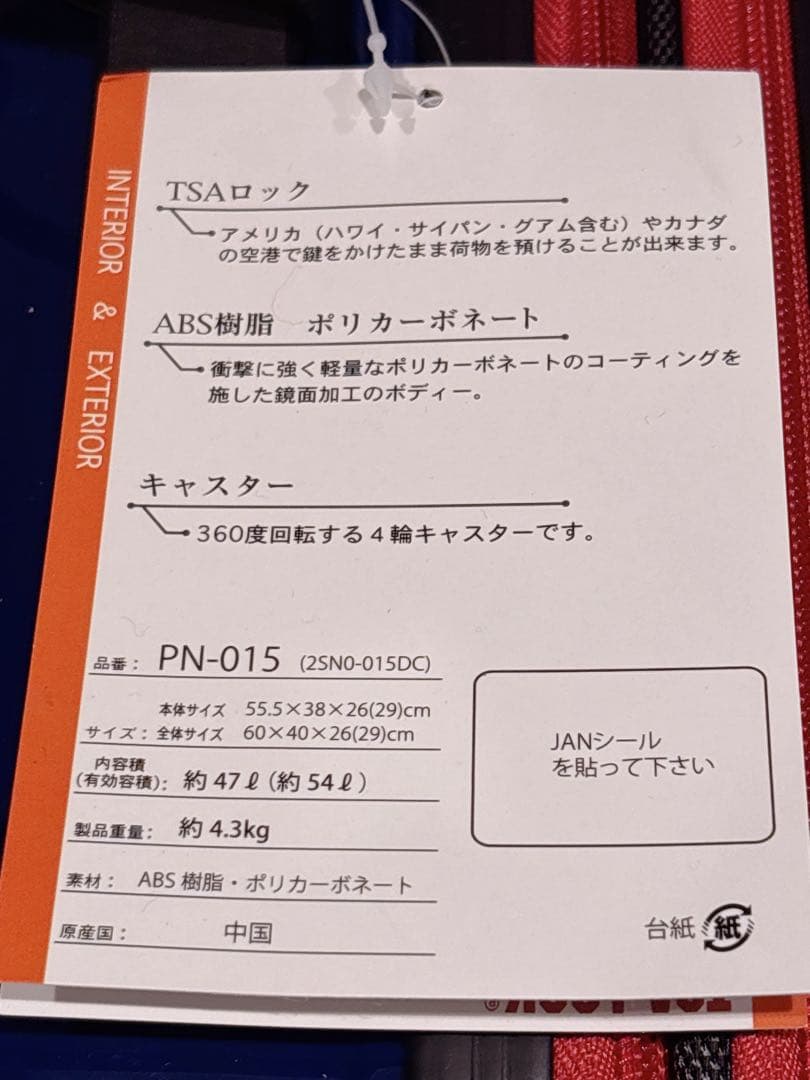 INTERIOR & EXTERIOR
TSAロック
アメリカ（ハワイ・サイパン・グアム含む）やカナダ
の空港で鍵をかけたまま荷物を預けることが出来ます。
ABS樹脂　ポリカーボネート
衝撃に強く軽量なポリカーボネートのコーティングを
施した鏡面加工のボディー。
キャスター
360度回転する４輪キャスターです。
品番： PN-015 (2SN0-015DC)
本体サイズ 55.5×38×26(29)cm
サイズ：全体サイズ 60×40×26(29)cm
内容積
(有効容積)： 約47ℓ (約54ℓ)
製品重量： 約4.3kg
素材： ABS樹脂・ポリカーボネート
原産国： 中国
JANシール
を貼って下さい
台紙 紙